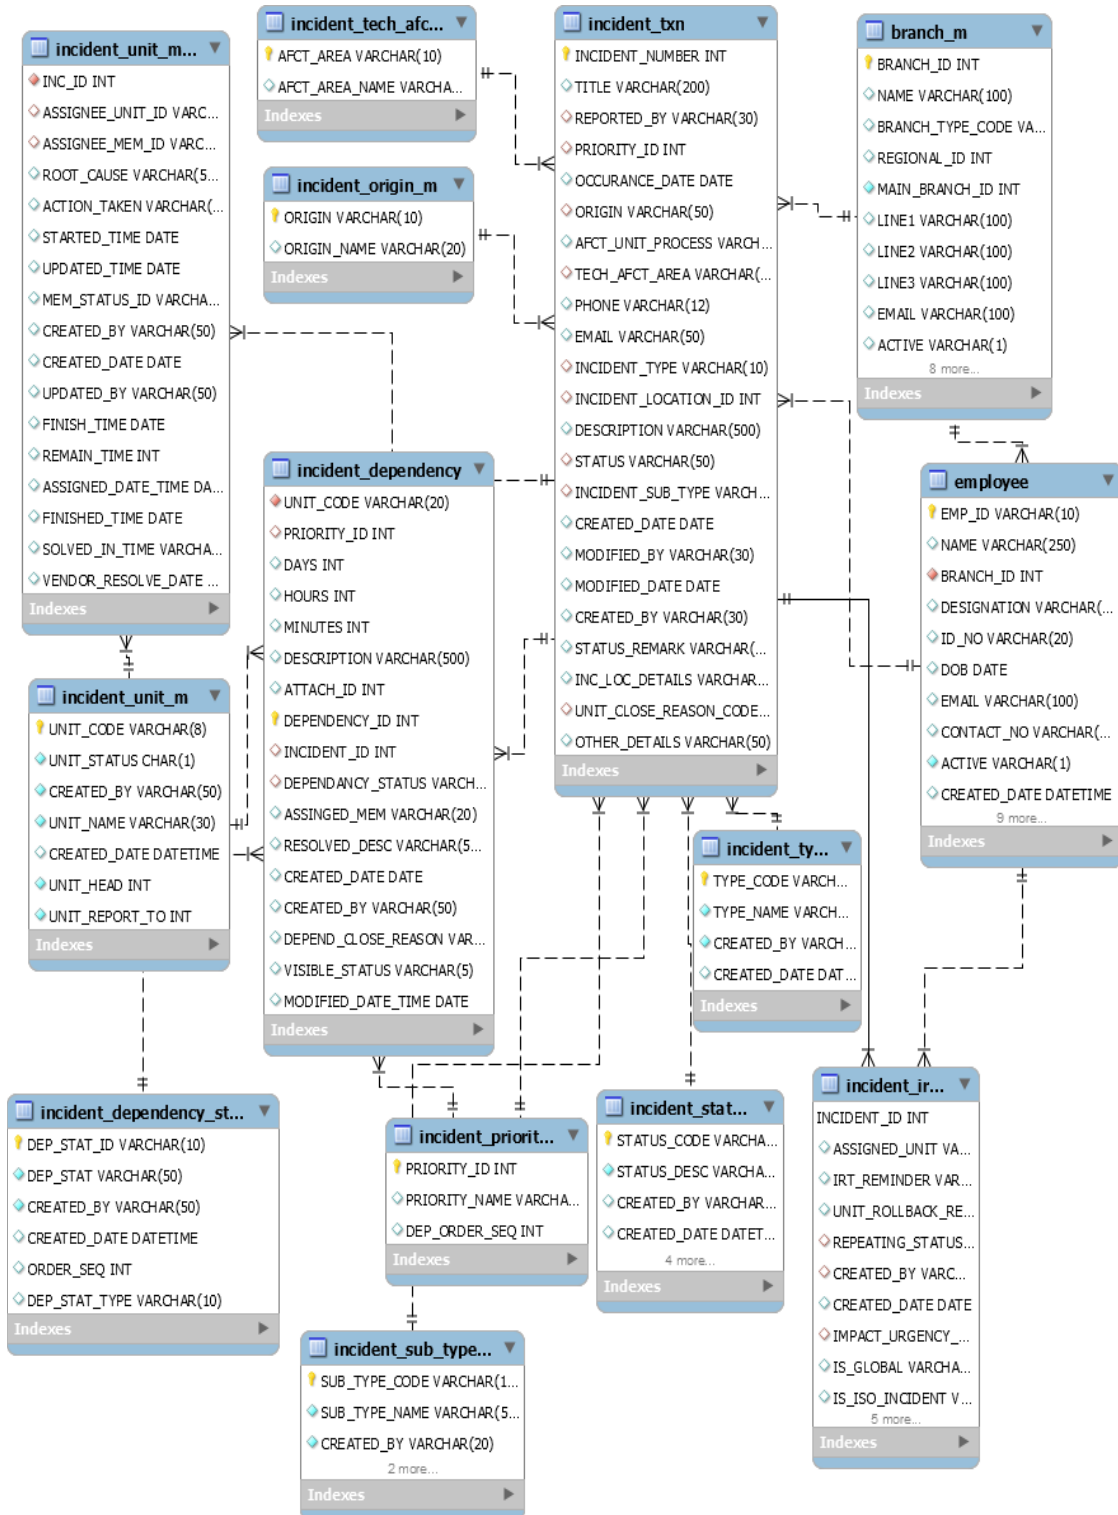 incident_unit_m...
INC_ID INT
ASSIGNEE_UNIT_ID VARC...
ASSIGNEE_MEM_ID VARC...
ROOT_CAUSE VARCHAR(5...
ACTION_TAKEN VARCHAR(...
STARTED_TIME DATE
UPDATED_TIME DATE
MEM_STATUS_ID VARCHA...
CREATED_BY VARCHAR(50)
CREATED_DATE DATE
UPDATED_BY VARCHAR(50)
FINISH_TIME DATE
REMAIN_TIME INT
ASSIGNED_DATE_TIME DA...
FINISHED_TIME DATE
SOLVED_IN_TIME VARCHA...
VENDOR_RESOLVE_DATE ...
Indexes
incident_tech_afc...
AFCT_AREA VARCHAR(10)
AFCT_AREA_NAME VARCHA...
Indexes
incident_origin_m
ORIGIN VARCHAR(10)
ORIGIN_NAME VARCHAR(20)
Indexes
incident_txn
INCIDENT_NUMBER INT
TITLE VARCHAR(200)
REPORTED_BY VARCHAR(30)
PRIORITY_ID INT
OCCURANCE_DATE DATE
ORIGIN VARCHAR(50)
AFCT_UNIT_PROCESS VARCH...
TECH_AFCT_AREA VARCHAR(...
PHONE VARCHAR(12)
EMAIL VARCHAR(50)
INCIDENT_TYPE VARCHAR(10)
INCIDENT_LOCATION_ID INT
DESCRIPTION VARCHAR(500)
STATUS VARCHAR(50)
INCIDENT_SUB_TYPE VARCH...
CREATED_DATE DATE
MODIFIED_BY VARCHAR(30)
MODIFIED_DATE DATE
CREATED_BY VARCHAR(30)
STATUS_REMARK VARCHAR(...
INC_LOC_DETAILS VARCHAR...
UNIT_CLOSE_REASON_CODE...
OTHER_DETAILS VARCHAR(50)
Indexes
branch_m
BRANCH_ID INT
NAME VARCHAR(100)
BRANCH_TYPE_CODE VA...
REGIONAL_ID INT
MAIN_BRANCH_ID INT
LINE1 VARCHAR(100)
LINE2 VARCHAR(100)
LINE3 VARCHAR(100)
EMAIL VARCHAR(100)
ACTIVE VARCHAR(1)
8 more...
Indexes
incident_dependency
UNIT_CODE VARCHAR(20)
PRIORITY_ID INT
DAYS INT
HOURS INT
MINUTES INT
DESCRIPTION VARCHAR(500)
ATTACH_ID INT
DEPENDENCY_ID INT
INCIDENT_ID INT
DEPENDANCY_STATUS VARCH...
ASSINGED_MEM VARCHAR(20)
RESOLVED_DESC VARCHAR(5...
CREATED_DATE DATE
CREATED_BY VARCHAR(50)
DEPEND_CLOSE_REASON VAR...
VISIBLE_STATUS VARCHAR(5)
MODIFIED_DATE_TIME DATE
Indexes
employee
EMP_ID VARCHAR(10)
NAME VARCHAR(250)
BRANCH_ID INT
DESIGNATION VARCHAR(...
ID_NO VARCHAR(20)
DOB DATE
EMAIL VARCHAR(100)
CONTACT_NO VARCHAR(...
ACTIVE VARCHAR(1)
CREATED_DATE DATETIME
9 more...
Indexes
incident_unit_m
UNIT_CODE VARCHAR(8)
UNIT_STATUS CHAR(1)
CREATED_BY VARCHAR(50)
UNIT_NAME VARCHAR(30)
CREATED_DATE DATETIME
UNIT_HEAD INT
UNIT_REPORT_TO INT
Indexes
incident_ty...
TYPE_CODE VARCH...
TYPE_NAME VARCH...
CREATED_BY VARCH...
CREATED_DATE DAT...
Indexes
incident_dependency_st...
DEP_STAT_ID VARCHAR(10)
DEP_STAT VARCHAR(50)
CREATED_BY VARCHAR(50)
CREATED_DATE DATETIME
ORDER_SEQ INT
DEP_STAT_TYPE VARCHAR(10)
Indexes
incident_priorit...
PRIORITY_ID INT
PRIORITY_NAME VARCHA...
DEP_ORDER_SEQ INT
Indexes
incident_stat...
STATUS_CODE VARCHA...
STATUS_DESC VARCHA...
CREATED_BY VARCHAR...
CREATED_DATE DATET...
4 more...
Indexes
incident_ir...
INCIDENT_ID INT
ASSIGNED_UNIT VA...
IRT_REMINDER VAR...
UNIT_ROLLBACK_RE...
REPEATING_STATUS...
CREATED_BY VARC...
CREATED_DATE DATE
IMPACT_URGENCY_...
IS_GLOBAL VARCHA...
IS_ISO_INCIDENT V...
5 more...
Indexes
incident_sub_type...
SUB_TYPE_CODE VARCHAR(1...
SUB_TYPE_NAME VARCHAR(5...
CREATED_BY VARCHAR(20)
2 more...
Indexes